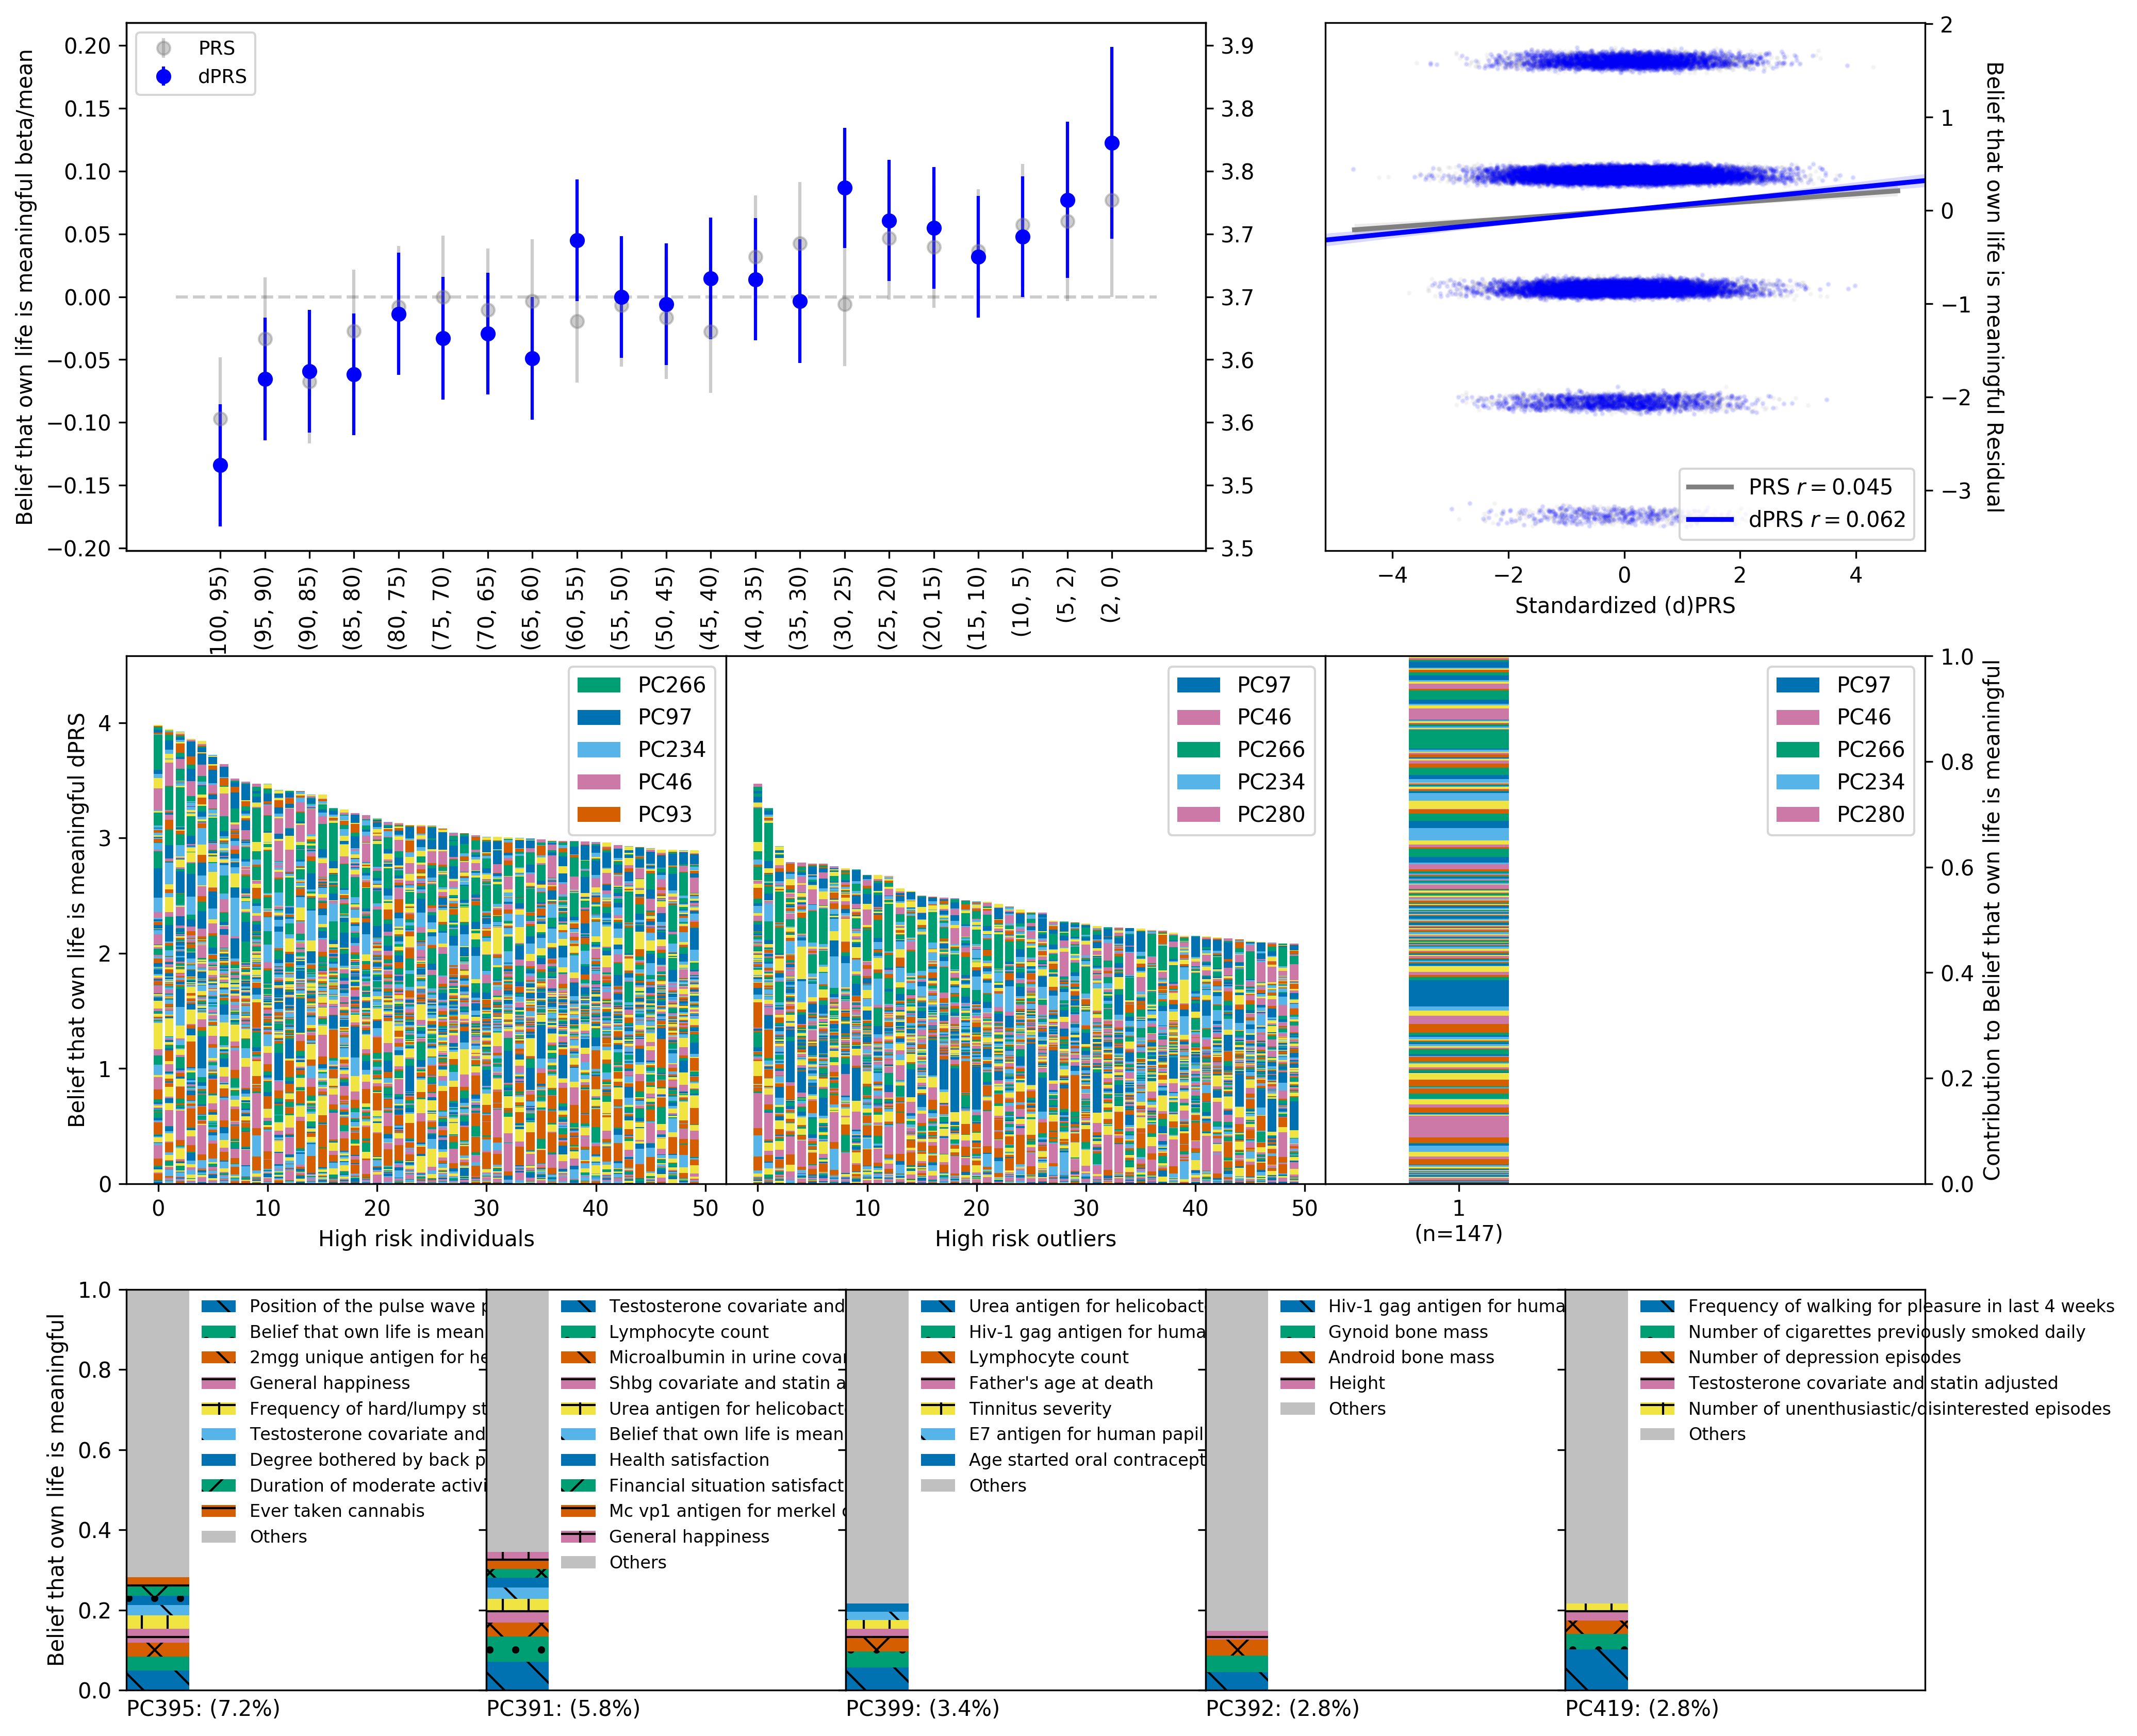 PRS
dPRS
Belief that own life is meaningful beta/mean
0.20
0.15
0.10
0.05
0.00
−0.05
−0.10
−0.15
−0.20
3.9
3.8
3.8
3.7
3.7
3.6
3.6
3.5
3.5
100, 95)
(95, 90)
(90, 85)
(85, 80)
(80, 75)
(75, 70)
(70, 65)
(65, 60)
(60, 55)
(55, 50)
(50, 45)
(45, 40)
(40, 35)
(35, 30)
(30, 25)
(25, 20)
(20, 15)
(15, 10)
(10, 5)
(5, 2)
(2, 0)
2
1
0
−1
−2
−3
Belief that own life is meaningful Residual
PRS r = 0.045
dPRS r = 0.062
−4
−2
0
2
4
Standardized (d)PRS
Belief that own life is meaningful dPRS
4
3
2
1
0
PC266
PC97
PC234
PC46
PC93
0
10
20
30
40
50
High risk individuals
PC97
PC46
PC266
PC234
PC280
0
10
20
30
40
50
High risk outliers
PC97
PC46
PC266
PC234
PC280
1
(n=147)
1.0
0.8
0.6
0.4
0.2
0.0
Contribution to Belief that own life is meaningful
Belief that own life is meaningful
1.0
0.8
0.6
0.4
0.2
0.0
Position of the pulse wave p
Belief that own life is mean
2mgg unique antigen for he
General happiness
Frequency of hard/lumpy st
Testosterone covariate and
Degree bothered by back p
Duration of moderate activi
Ever taken cannabis
Others
PC395: (7.2%)
Testosterone covariate and
Lymphocyte count
Microalbumin in urine covar
Shbg covariate and statin a
Urea antigen for helicobact
Belief that own life is mean
Health satisfaction
Financial situation satisfact
Mc vp1 antigen for merkel c
General happiness
Others
PC391: (5.8%)
Urea antigen for helicobact
Hiv-1 gag antigen for huma
Lymphocyte count
Father's age at death
Tinnitus severity
E7 antigen for human papil
Age started oral contracept
Others
PC399: (3.4%)
Hiv-1 gag antigen for huma
Gynoid bone mass
Android bone mass
Height
Others
PC392: (2.8%)
Frequency of walking for pleasure in last 4 weeks
Number of cigarettes previously smoked daily
Number of depression episodes
Testosterone covariate and statin adjusted
Number of unenthusiastic/disinterested episodes
Others
PC419: (2.8%)